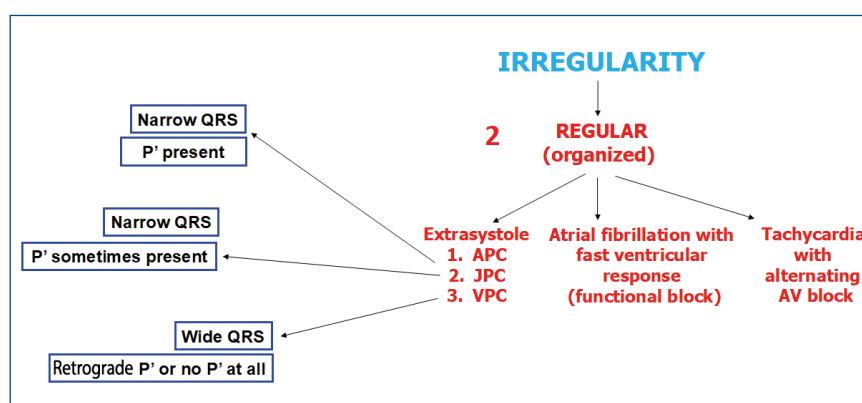 IRREGULARITY
2
REGULAR
(organized)
Narrow QRS
P’ present
Narrow QRS
P’ sometimes present
Wide QRS
Retrograde P’ or no P’ at all
Extrasystole
1. APC
2. JPC
3. VPC
Atrial fibrillation with
fast ventricular
response
(functional block)
Tachycardia
with
alternating
AV block